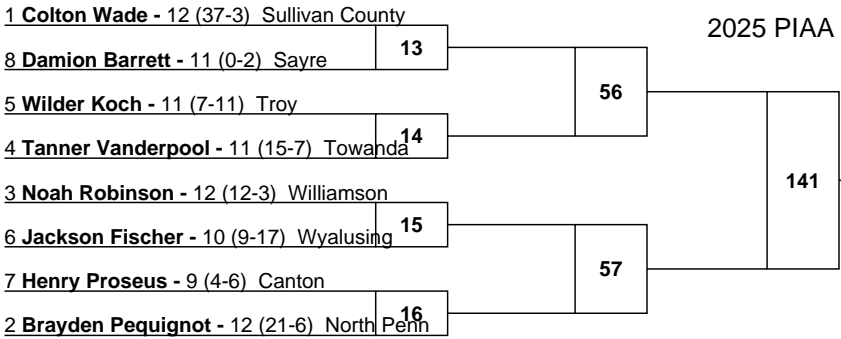 1 Colton Wade - 12 (37-3) Sullivan County
2025 PIAA
13
8 Damion Barrett - 11 (0-2) Sayre
56
5 Wilder Koch - 11 (7-11) Troy
14
4 Tanner Vanderpool - 11 (15-7) Towanda
141
3 Noah Robinson - 12 (12-3) Williamson
15
6 Jackson Fischer - 10 (9-17) Wyalusing
57
7 Henry Proseus - 9 (4-6) Canton
16
2 Brayden Pequignot - 12 (21-6) North Penn